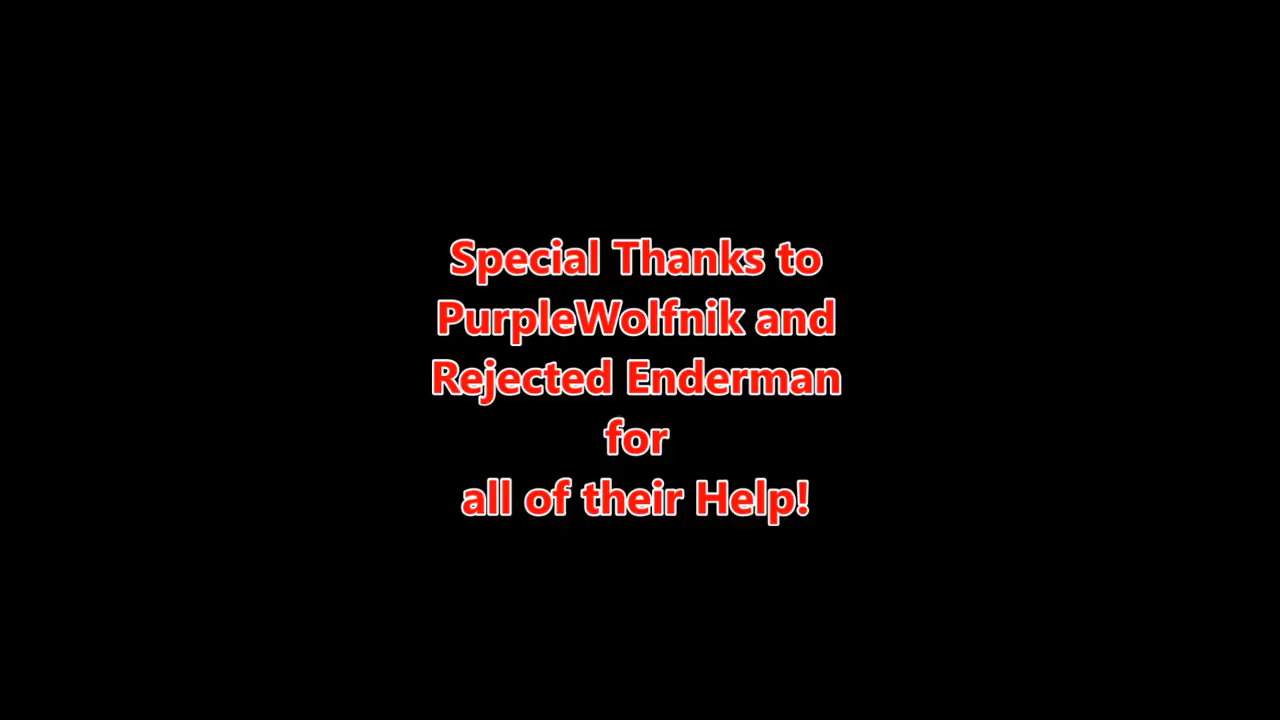 Special Thanks to
PurpleWolfnik and
Rejected Enderman
for
all of their Help!